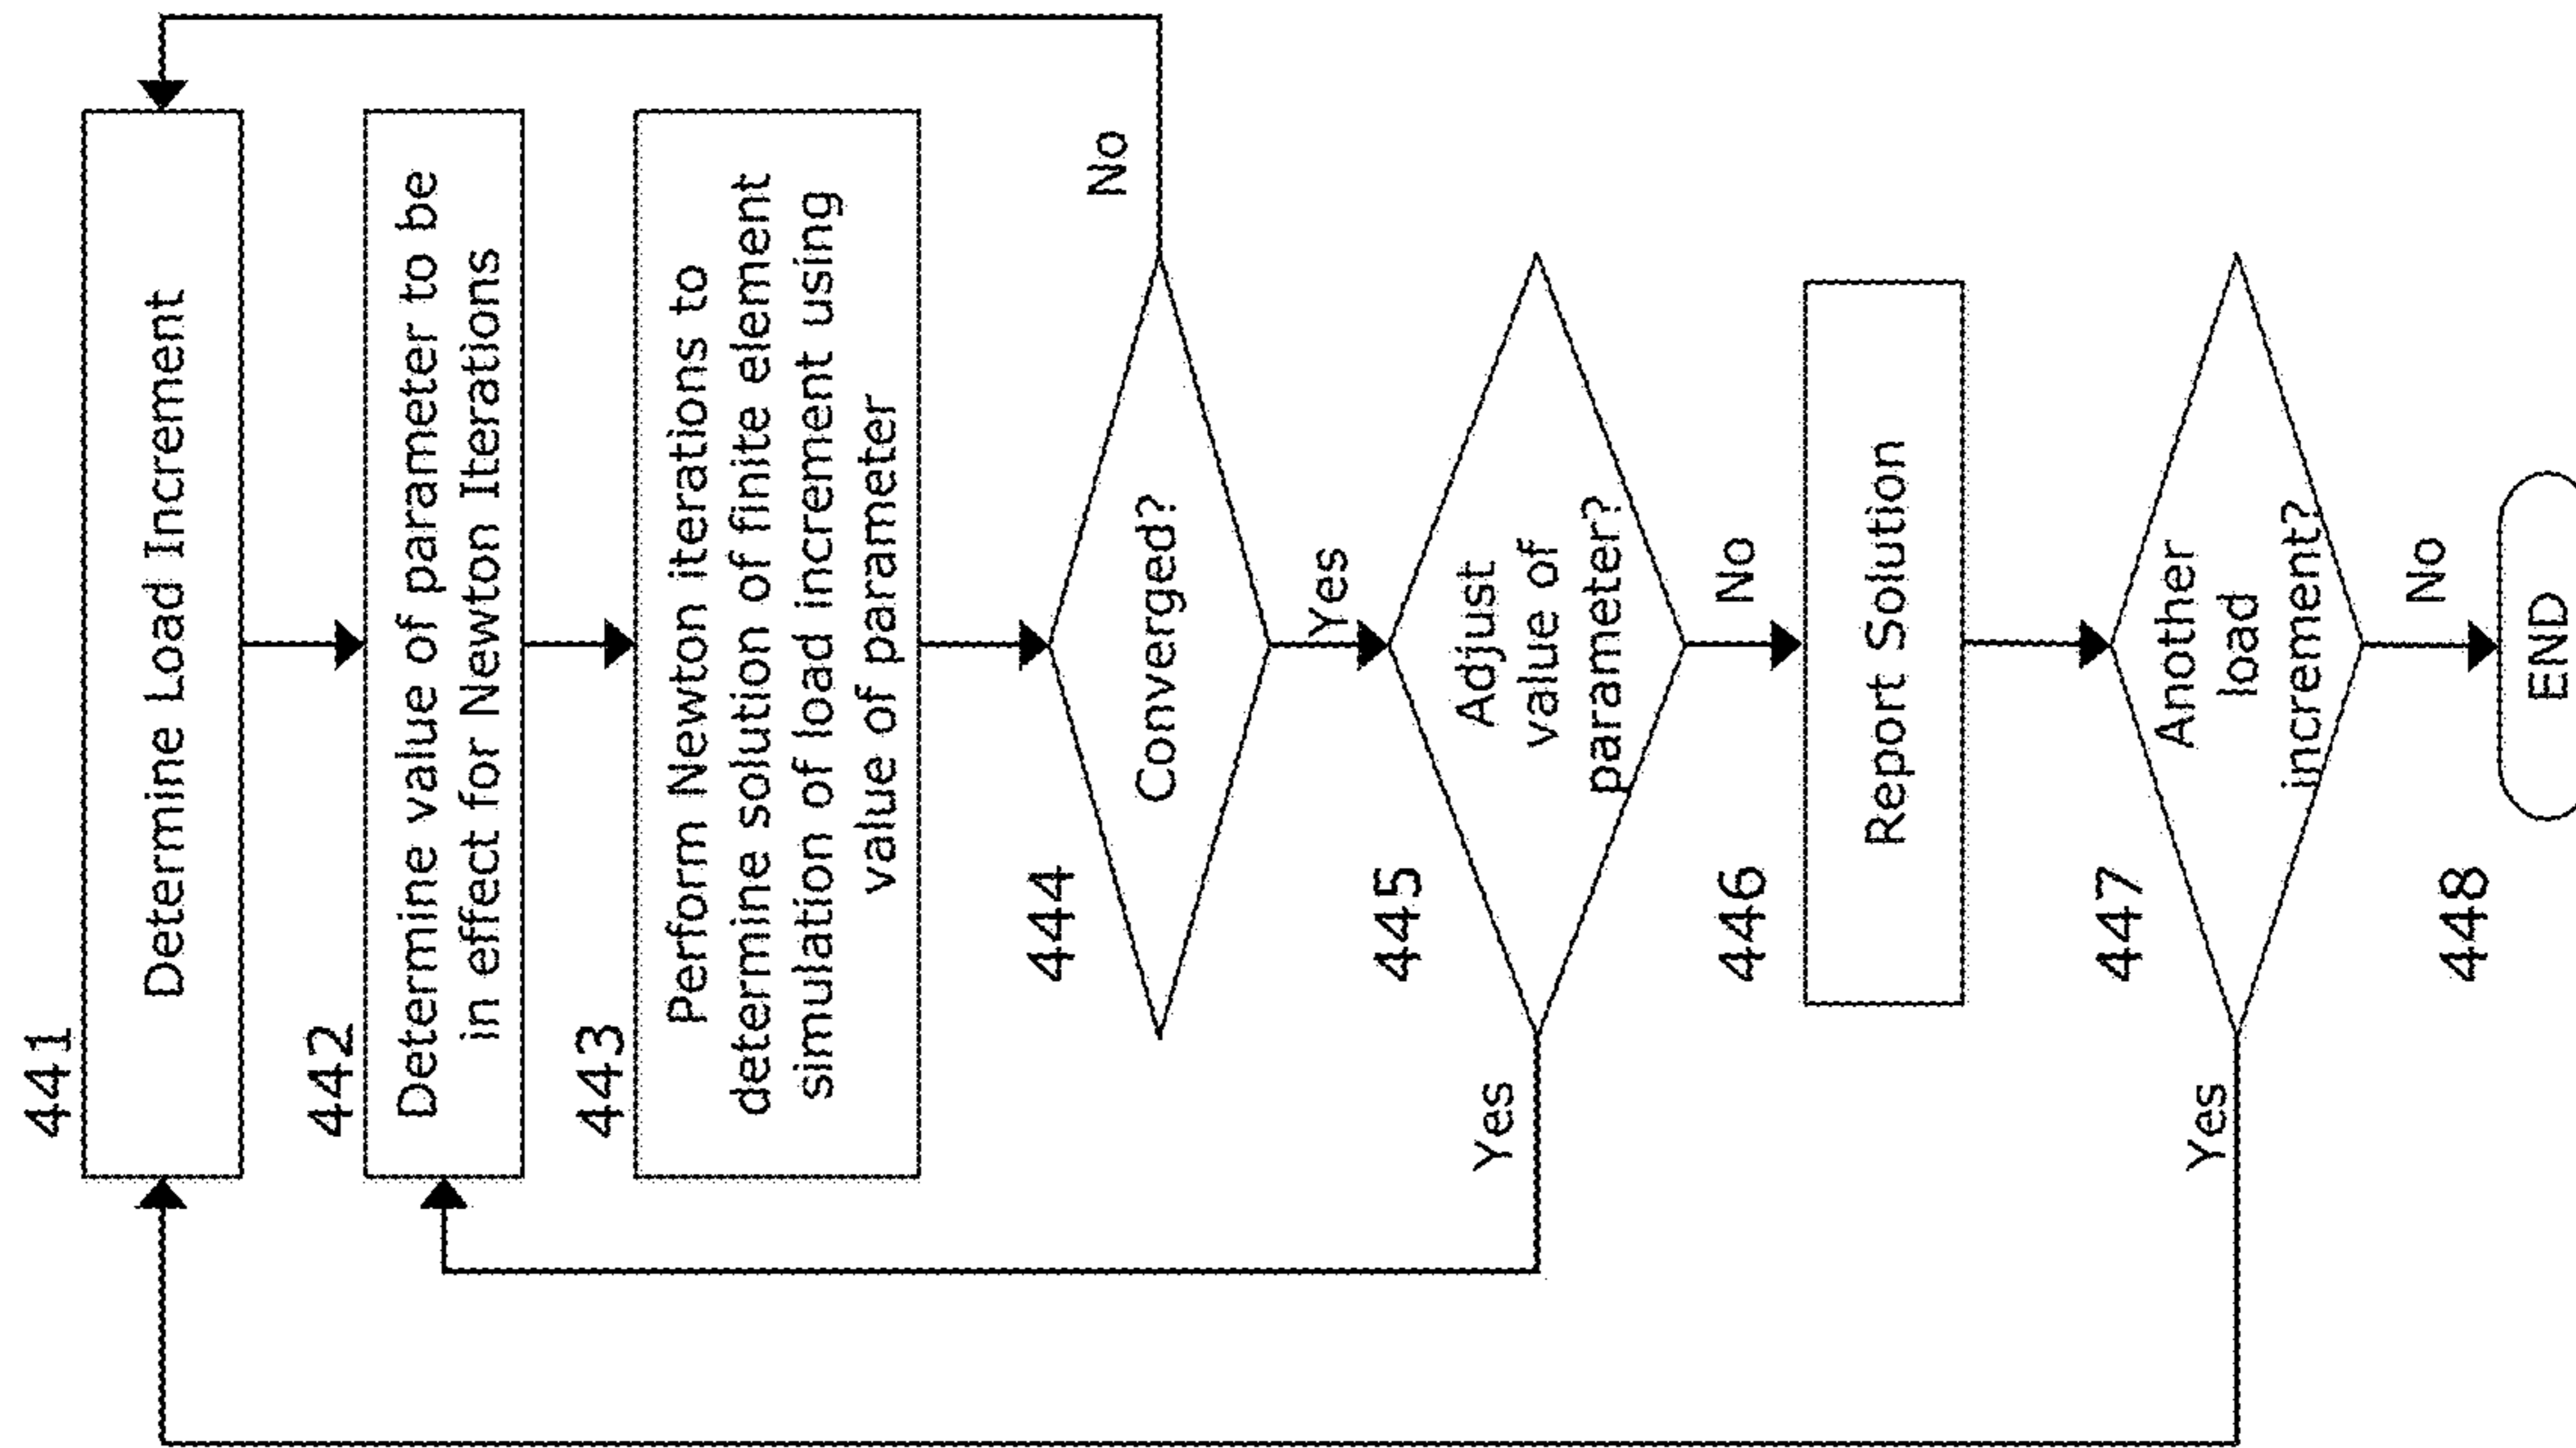 441
Determine Load Increment
442
Determine value of parameter to be
in effect for Newton Iterations
443
Perform Newton iterations to
determine solution of finite element
simulation of load increment using
value of parameter
444
Converged?
No
Yes
445
Adjust
value of
parameter?
Yes
No
446
Report Solution
447
Another
load
increment?
Yes
No
448
END